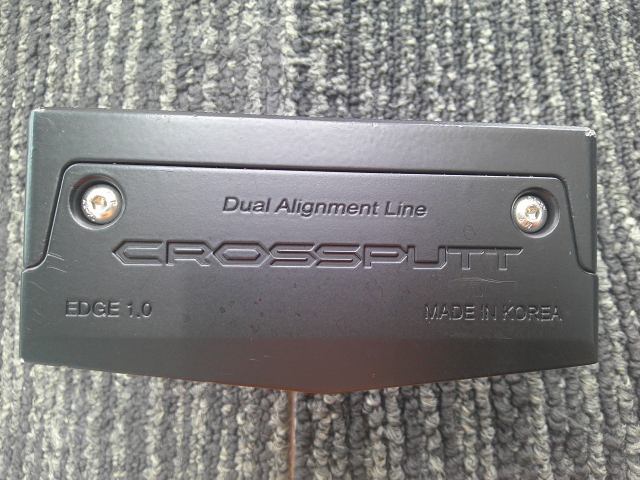 Dual Alignment Line
CROSSPUTT
EDGE 1.0 MADE IN KOREA